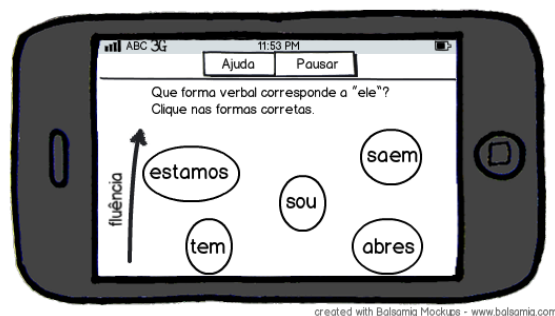 ABC 3G 11:53 PM
Ajuda Pausar
Que forma verbal corresponde a "ele"?
Clique nas formas corretas.
fluência
estamos
saem
sou
tem
abres
created with Balsamiq Mockups - www.balsamiq.com